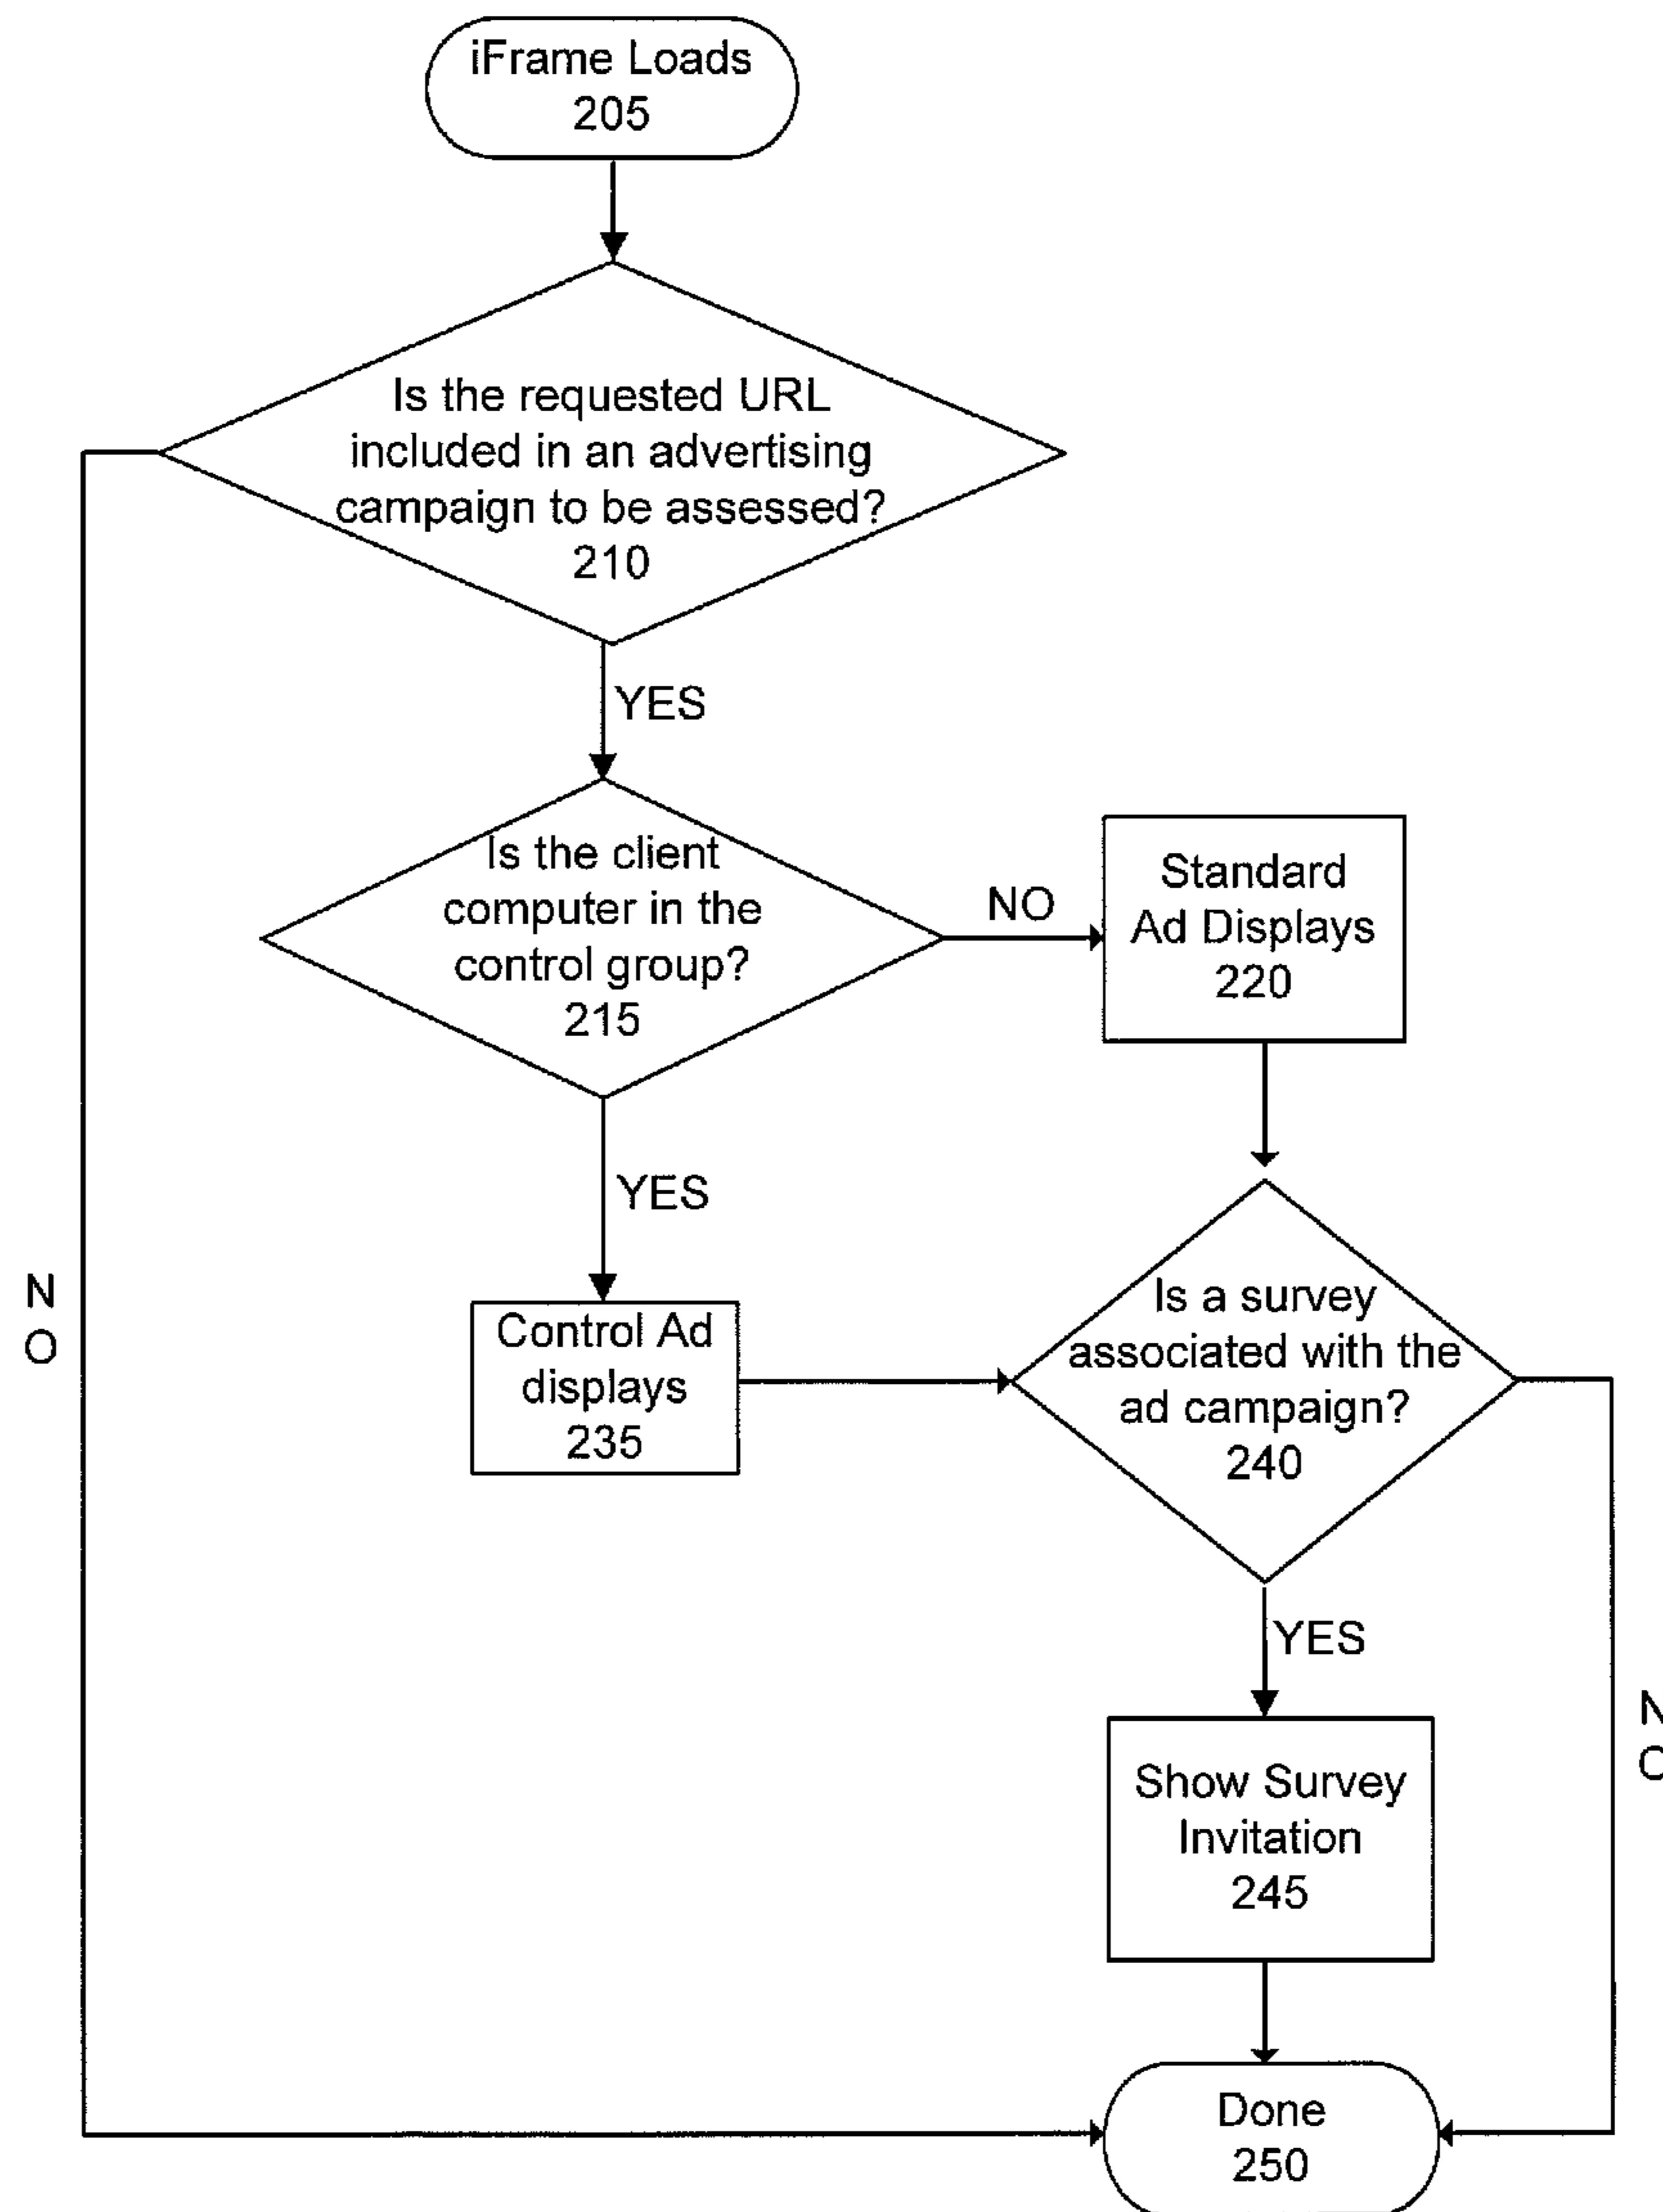 iFrame Loads
205
Is the requested URL
included in an advertising
campaign to be assessed?
210
YES
Is the client
computer in the
control group?
215
NO
Standard
Ad Displays
220
YES
N
O
Control Ad
displays
235
Is a survey
associated with the
ad campaign?
240
YES
N
O
Show Survey
Invitation
245
Done
250